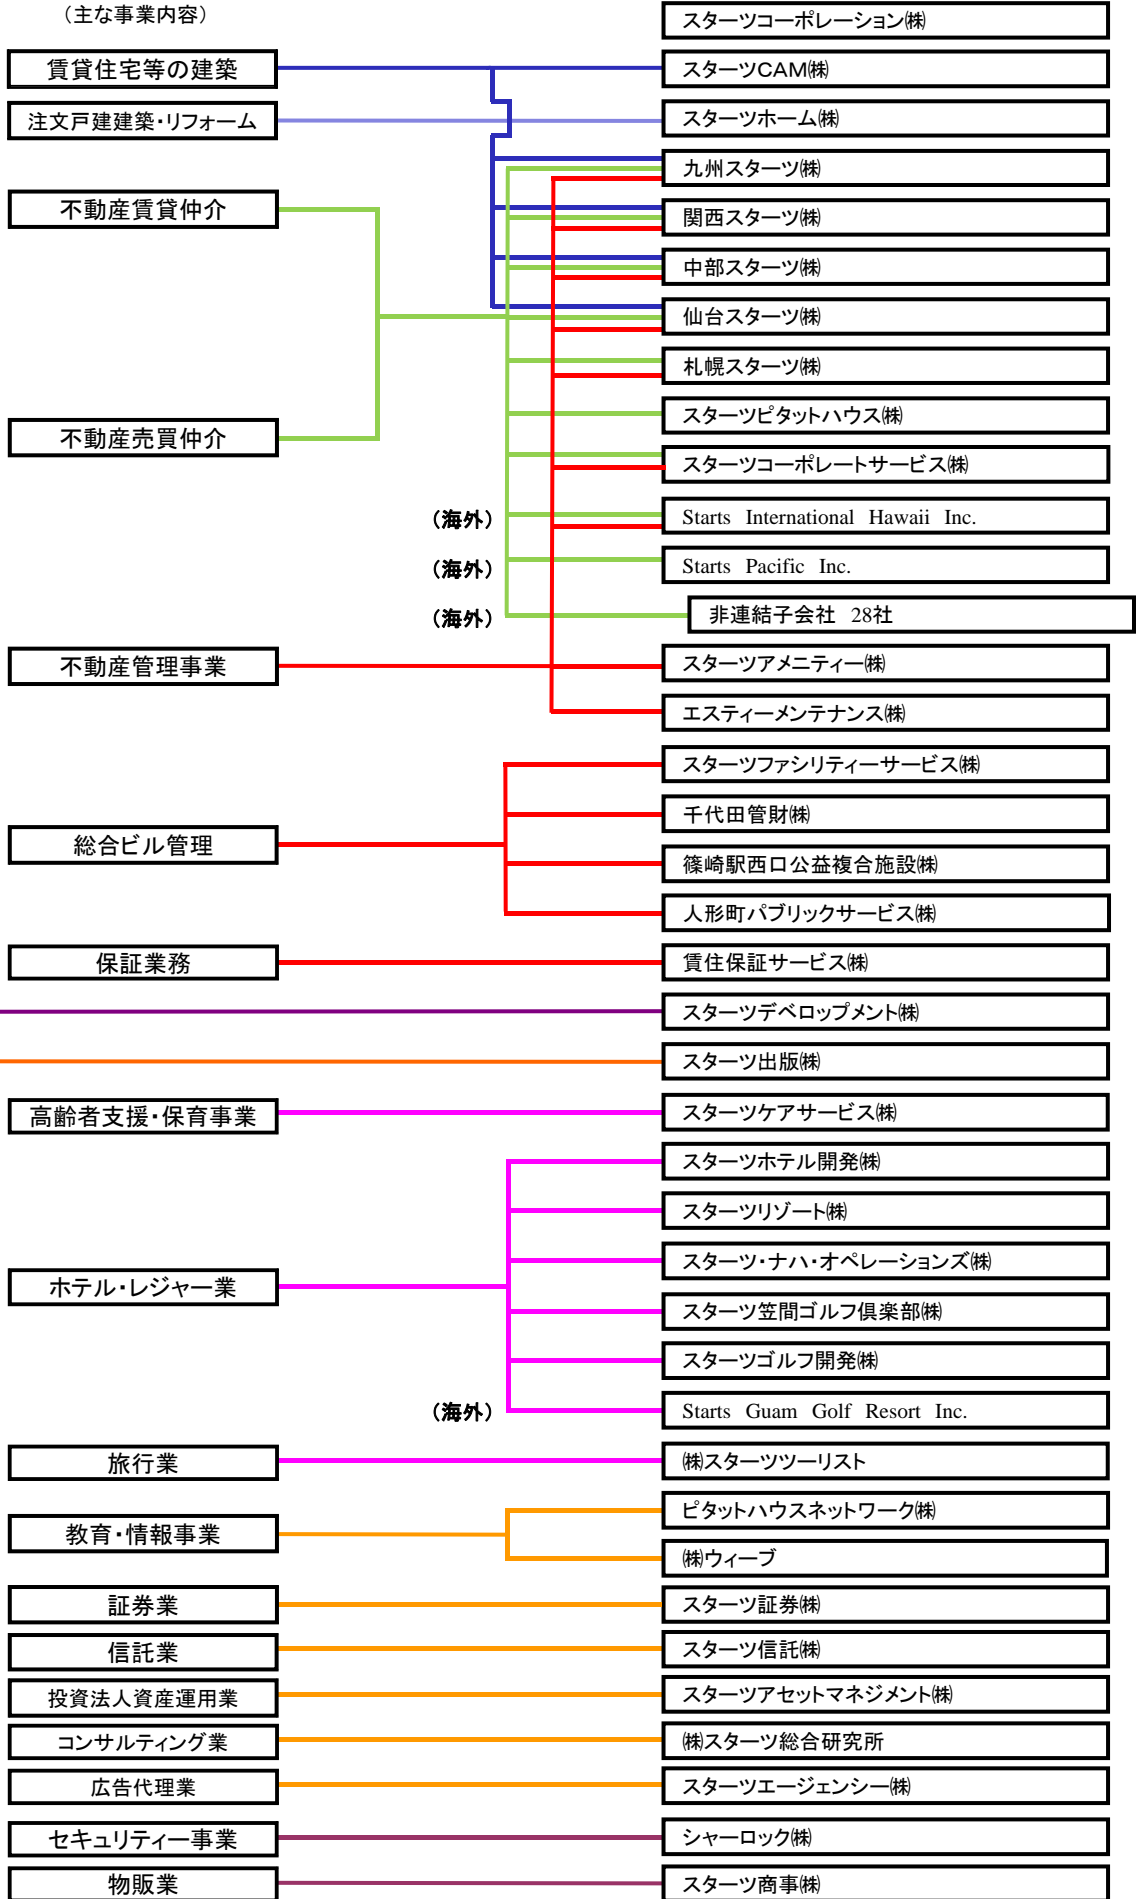 （主な事業内容）
スターツコーポレーション㈱
賃貸住宅等の建築
スターツCAM㈱
注文戸建建築・リフォーム
スターツホーム㈱
九州スターツ㈱
不動産賃貸仲介
関西スターツ㈱
中部スターツ㈱
仙台スターツ㈱
札幌スターツ㈱
スターツピタットハウス㈱
不動産売買仲介
スターツコーポレートサービス㈱
（海外）
Starts International Hawaii Inc.
（海外）
Starts Pacific Inc.
（海外）
非連結子会社 28社
不動産管理事業
スターツアメニティー㈱
エスティーメンテナンス㈱
スターツファシリティーサービス㈱
千代田管財㈱
総合ビル管理
篠崎駅西口公益複合施設㈱
人形町パブリックサービス㈱
保証業務
賃住保証サービス㈱
スターツデベロップメント㈱
スターツ出版㈱
高齢者支援・保育事業
スターツケアサービス㈱
スターツホテル開発㈱
スターツリゾート㈱
スターツ・ナハ・オペレーションズ㈱
ホテル・レジャー業
スターツ笠間ゴルフ倶楽部㈱
スターツゴルフ開発㈱
（海外）
Starts Guam Golf Resort Inc.
旅行業
㈱スターツツーリスト
ピタットハウスネットワーク㈱
教育・情報事業
㈱ウィーブ
証券業
スターツ証券㈱
信託業
スターツ信託㈱
投資法人資産運用業
スターツアセットマネジメント㈱
コンサルティング業
㈱スターツ総合研究所
広告代理業
スターツエージェンシー㈱
セキュリティー事業
シャーロック㈱
物販業
スターツ商事㈱